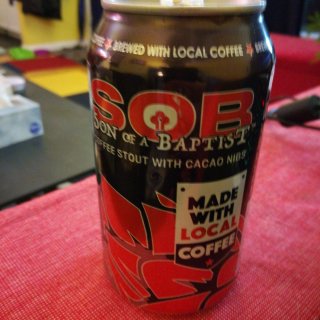 ★ BREWED WITH LOCAL COFFEE ★
SOB
SON OF A BAPTIST
COFFEE STOUT WITH CACAO NIBS
MADE
WITH
LOCAL
COFFEE